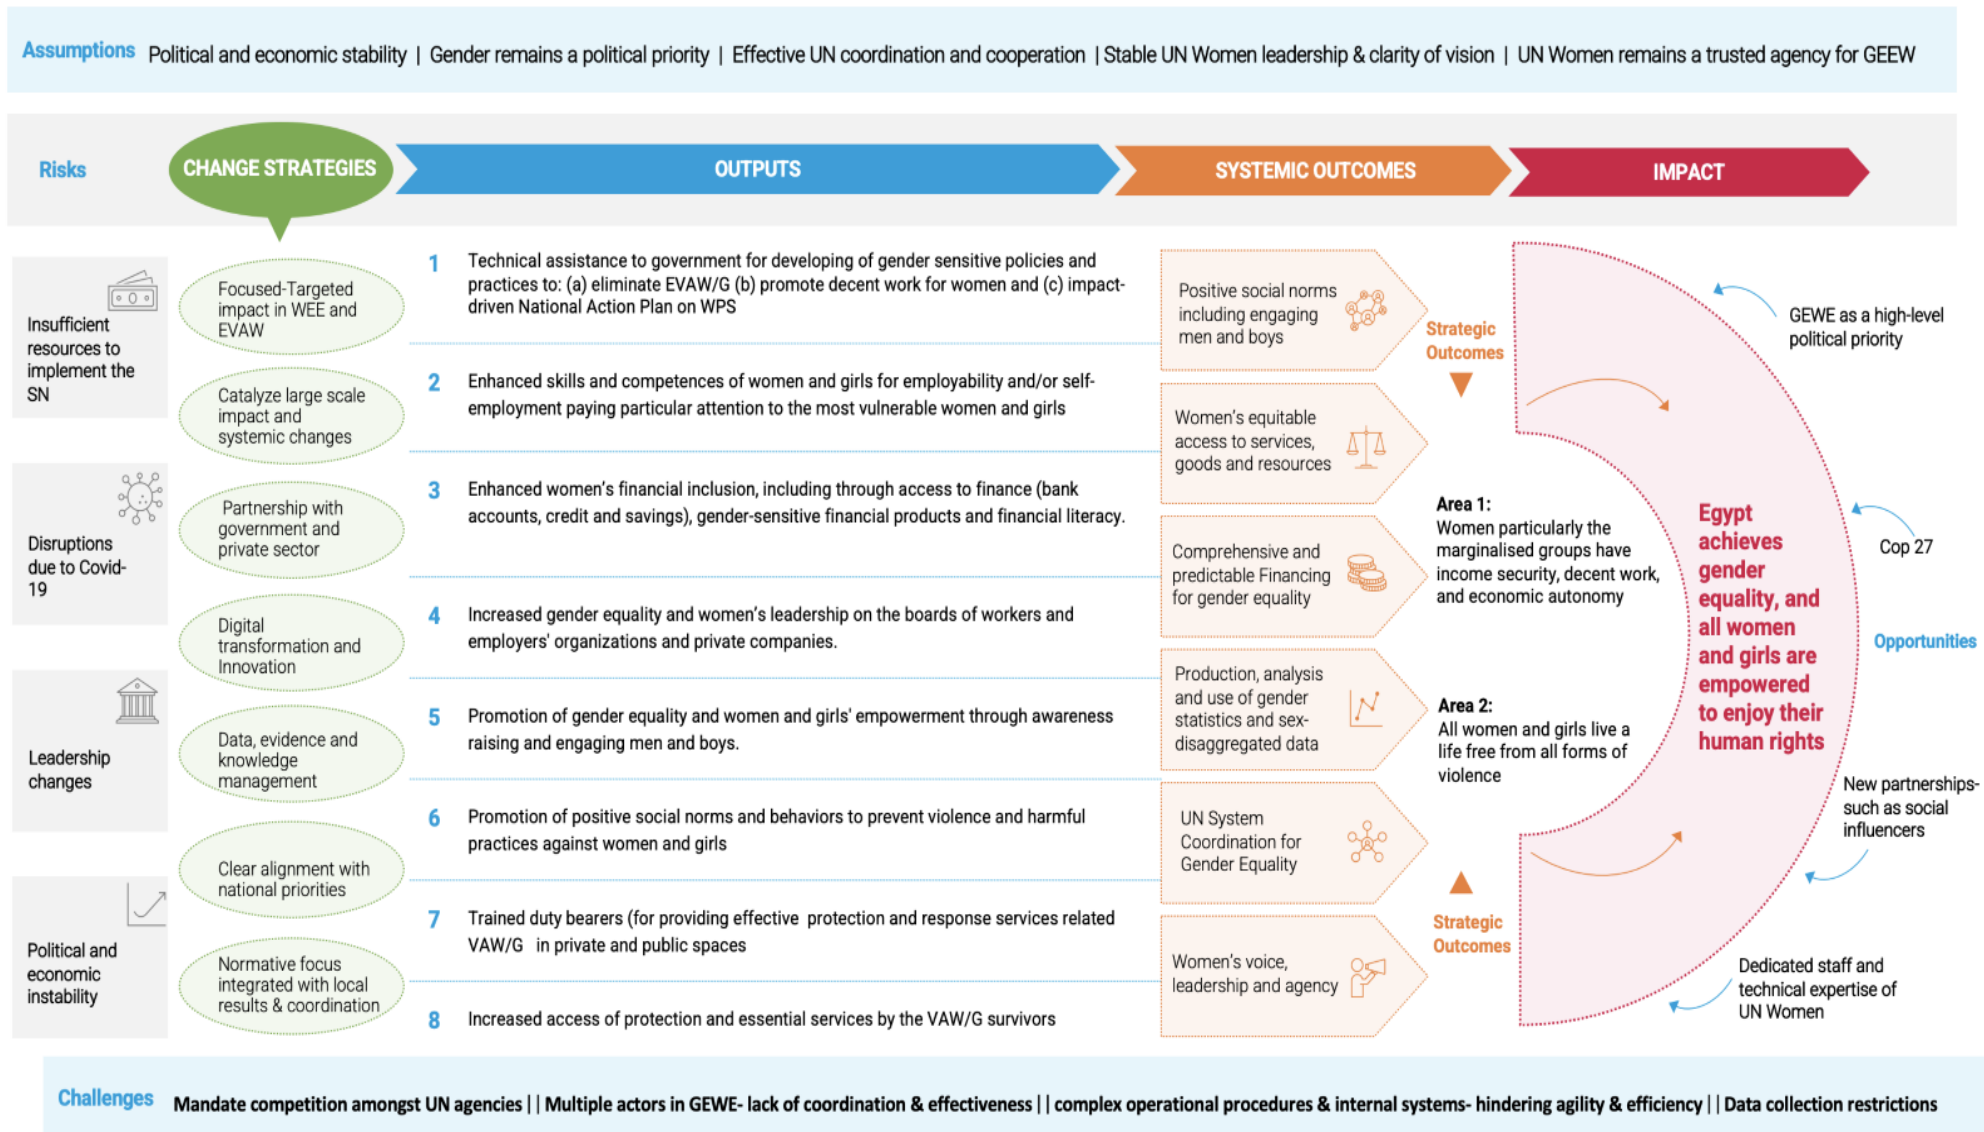 Assumptions Political and economic stability | Gender remains a political priority | Effective UN coordination and cooperation | Stable UN Women leadership & clarity of vision | UN Women remains a trusted agency for GEEW
Risks
CHANGE STRATEGIES
OUTPUTS
SYSTEMIC OUTCOMES
IMPACT
Insufficient
resources to
implement the
SN
Disruptions
due to Covid-
19
Leadership
changes
Political and
economic
instability
Focused-Targeted
impact in WEE and
EVAW
Catalyze large scale
impact and
systemic changes
Partnership with
government and
private sector
Digital
transformation and
Innovation
Data, evidence and
knowledge
management
Clear alignment with
national priorities
Normative focus
integrated with local
results & coordination
1 Technical assistance to government for developing of gender sensitive policies and
practices to: (a) eliminate EVAW/G (b) promote decent work for women and (c) impact-
driven National Action Plan on WPS
2 Enhanced skills and competences of women and girls for employability and/or self-
employment paying particular attention to the most vulnerable women and girls
3 Enhanced women's financial inclusion, including through access to finance (bank
accounts, credit and savings), gender-sensitive financial products and financial literacy.
4 Increased gender equality and women's leadership on the boards of workers and
employers' organizations and private companies.
5 Promotion of gender equality and women and girls' empowerment through awareness
raising and engaging men and boys.
6 Promotion of positive social norms and behaviors to prevent violence and harmful
practices against women and girls
7 Trained duty bearers (for providing effective protection and response services related
VAW/G in private and public spaces
8 Increased access of protection and essential services by the VAW/G survivors
Positive social norms
including engaging
men and boys
Women's equitable
access to services,
goods and resources
Comprehensive and
predictable Financing
for gender equality
Production, analysis
and use of gender
statistics and sex-
disaggregated data
UN System
Coordination for
Gender Equality
Women's voice,
leadership and agency
Strategic
Outcomes
Area 1:
Women particularly the
marginalised groups have
income security, decent work,
and economic autonomy
Area 2:
All women and girls live a
life free from all forms of
violence
Strategic
Outcomes
Egypt
achieves
gender
equality, and
all women
and girls are
empowered
to enjoy their
human rights
GEWE as a high-level
political priority
Cop 27
Opportunities
New partnerships-
such as social
influencers
Dedicated staff and
technical expertise of
UN Women
Challenges Mandate competition amongst UN agencies || Multiple actors in GEWE- lack of coordination & effectiveness || complex operational procedures & internal systems- hindering agility & efficiency || Data collection restrictions